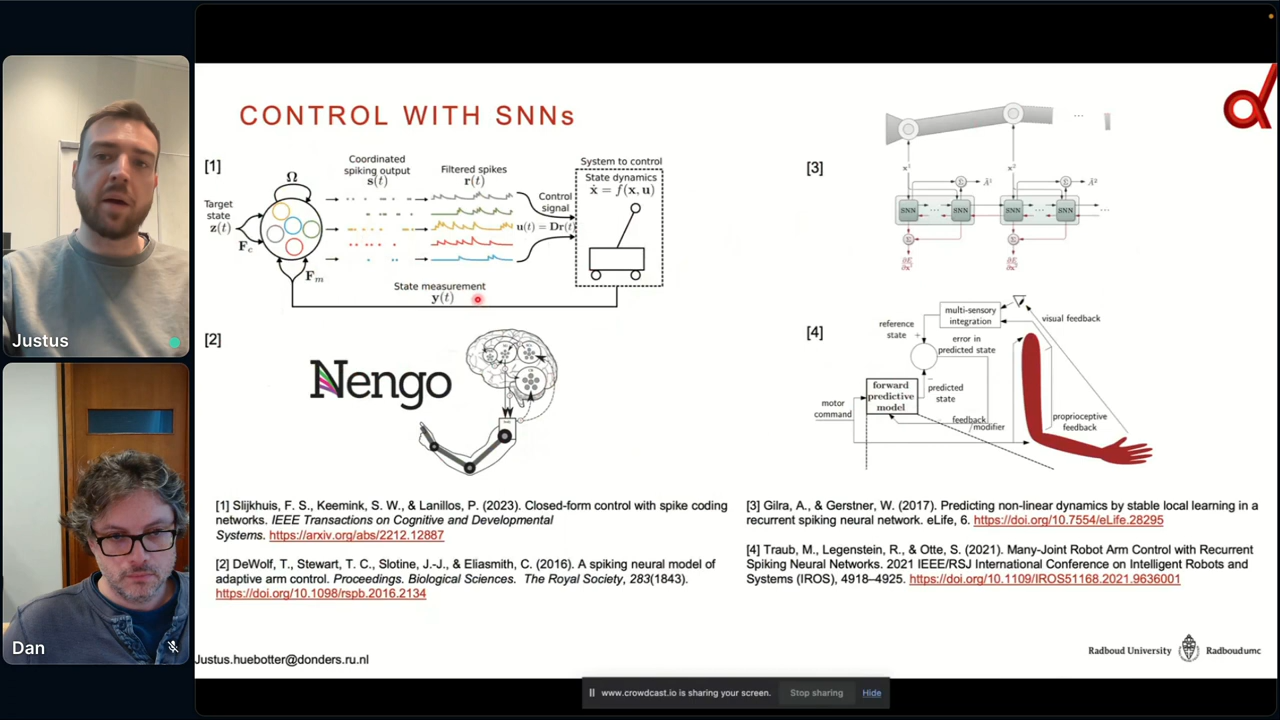 CONTROL WITH SNNs
[1]
Coordinated
spiking output
s(t)
Filtered spikes
r(t)
System to control
State dynamics
ẋ = f(x, u)
Ω
Target
state
z(t)
F_c
F_m
Control
signal
u(t) = Dr(t)
State measurement
y(t)
[2]
Nengo
[3]
x¹
x²
SNN
SNN
SNN
SNN
Σ
Σ
Σ
Σ
[4]
multi-sensory
integration
visual feedback
reference
state
+
error in
predicted state
−
predicted
state
forward
predictive
model
motor
command
feedback
modifier
proprioceptive
feedback
[1] Slijkhuis, F. S., Keemink, S. W., & Lanillos, P. (2023). Closed-form control with spike coding
networks. IEEE Transactions on Cognitive and Developmental
Systems. https://arxiv.org/abs/2212.12887
[2] DeWolf, T., Stewart, T. C., Slotine, J.-J., & Eliasmith, C. (2016). A spiking neural model of
adaptive arm control. Proceedings. Biological Sciences. The Royal Society, 283(1843).
https://doi.org/10.1098/rspb.2016.2134
[3] Gilra, A., & Gerstner, W. (2017). Predicting non-linear dynamics by stable local learning in a
recurrent spiking neural network. eLife, 6. https://doi.org/10.7554/eLife.28295
[4] Traub, M., Legenstein, R., & Otte, S. (2021). Many-Joint Robot Arm Control with Recurrent
Spiking Neural Networks. 2021 IEEE/RSJ International Conference on Intelligent Robots and
Systems (IROS), 4918–4925. https://doi.org/10.1109/IROS51168.2021.9636001
Justus.huebotter@donders.ru.nl
Radboud University
Radboudumc
www.crowdcast.io is sharing your screen.
Stop sharing
Hide
Justus
Dan